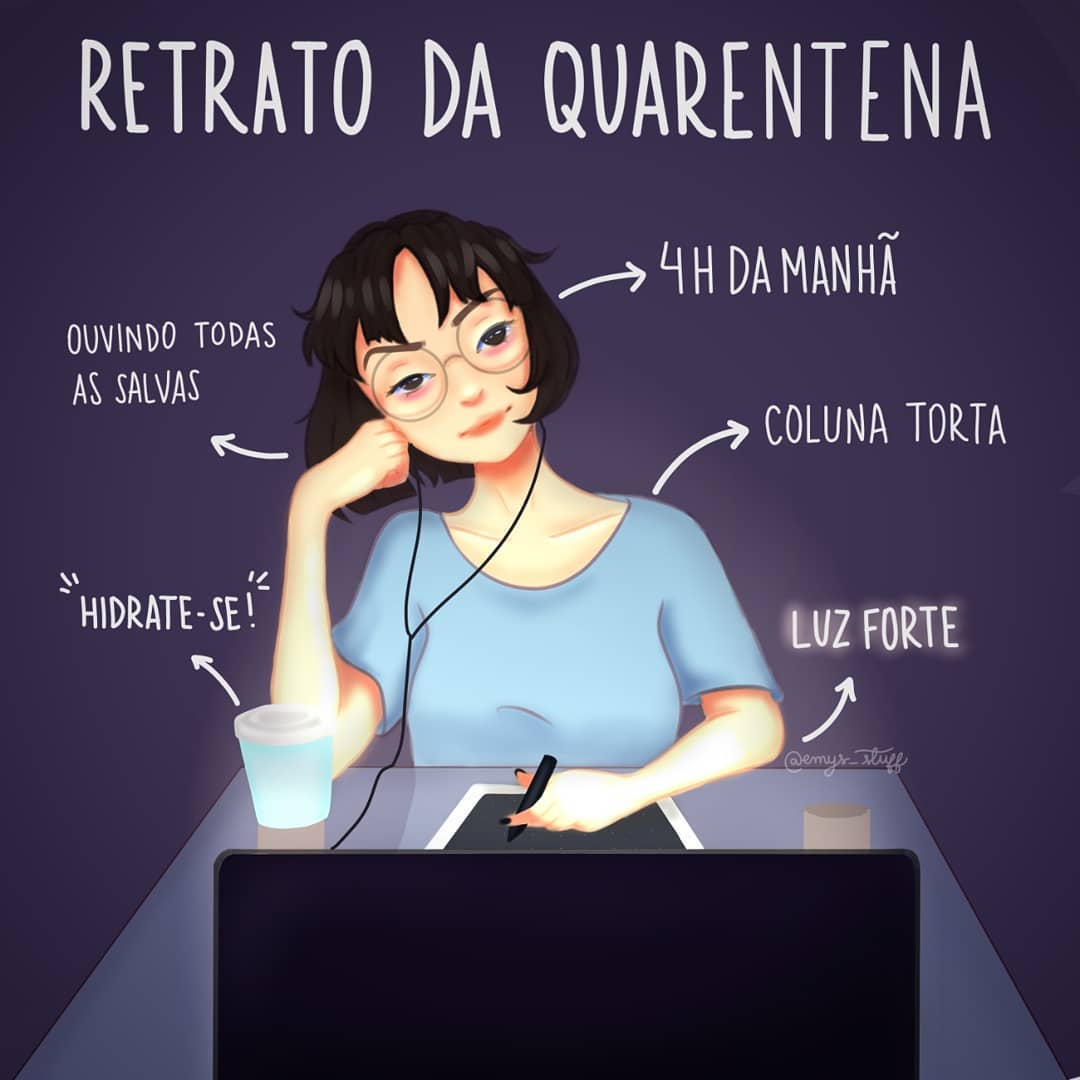 RETRATO DA QUARENTENA
4H DA MANHÃ
OUVINDO TODAS
AS SALVAS
COLUNA TORTA
"HIDRATE-SE!"
LUZ FORTE
@emys_stuff